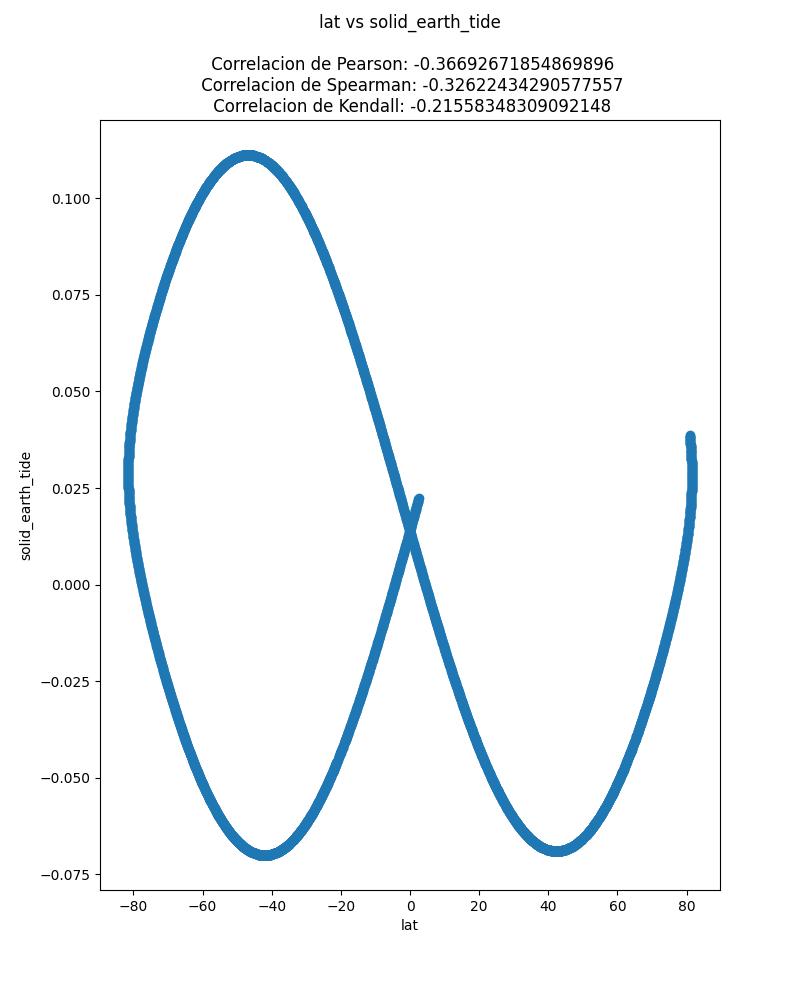 lat vs solid_earth_tide
Correlacion de Pearson: -0.36692671854869896
Correlacion de Spearman: -0.32622434290577557
Correlacion de Kendall: -0.21558348309092148
0.100
0.075
0.050
0.025
0.000
−0.025
−0.050
−0.075
solid_earth_tide
−80
−60
−40
−20
0
20
40
60
80
lat